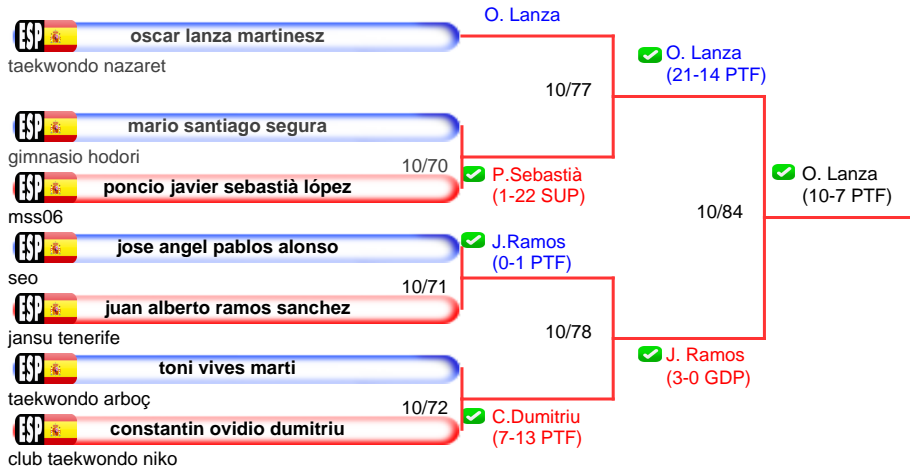 O. Lanza
ESP oscar lanza martinesz
taekwondo nazaret
O. Lanza
(21-14 PTF)
10/77
ESP mario santiago segura
gimnasio hodori
10/70
ESP poncio javier sebastià lópez
mss06
P.Sebastià
(1-22 SUP)
O. Lanza
(10-7 PTF)
10/84
ESP jose angel pablos alonso
seo
J.Ramos
(0-1 PTF)
10/71
ESP juan alberto ramos sanchez
jansu tenerife
10/78
J. Ramos
(3-0 GDP)
ESP toni vives marti
taekwondo arboç
10/72
ESP constantin ovidio dumitriu
club taekwondo niko
C.Dumitriu
(7-13 PTF)